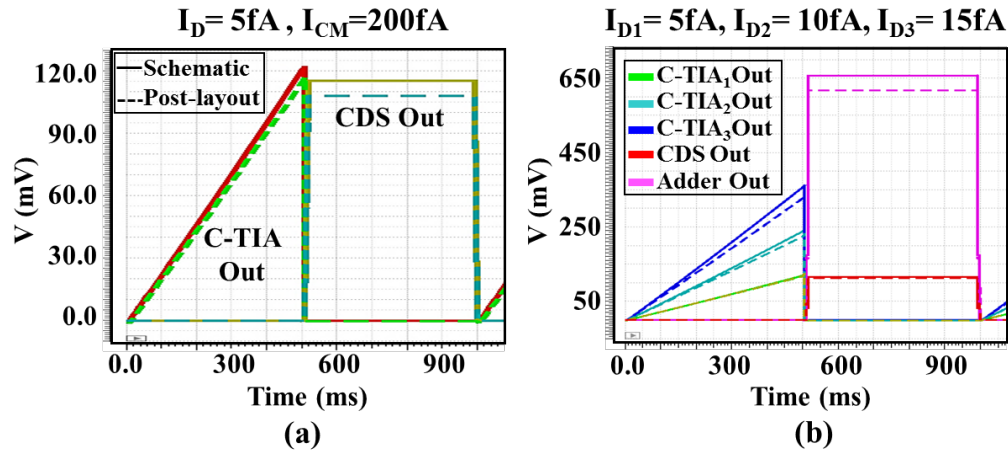 I_D= 5fA , I_CM=200fA
120.0
90.0
60.0
30.0
0.0
V (mV)
Schematic
Post-layout
CDS Out
C-TIA
Out
0.0 300 600 900
Time (ms)
(a)
I_D1= 5fA, I_D2= 10fA, I_D3= 15fA
650
450
250
50
V (mV)
C-TIA₁Out
C-TIA₂Out
C-TIA₃Out
CDS Out
Adder Out
0.0 300 600 900
Time (ms)
(b)